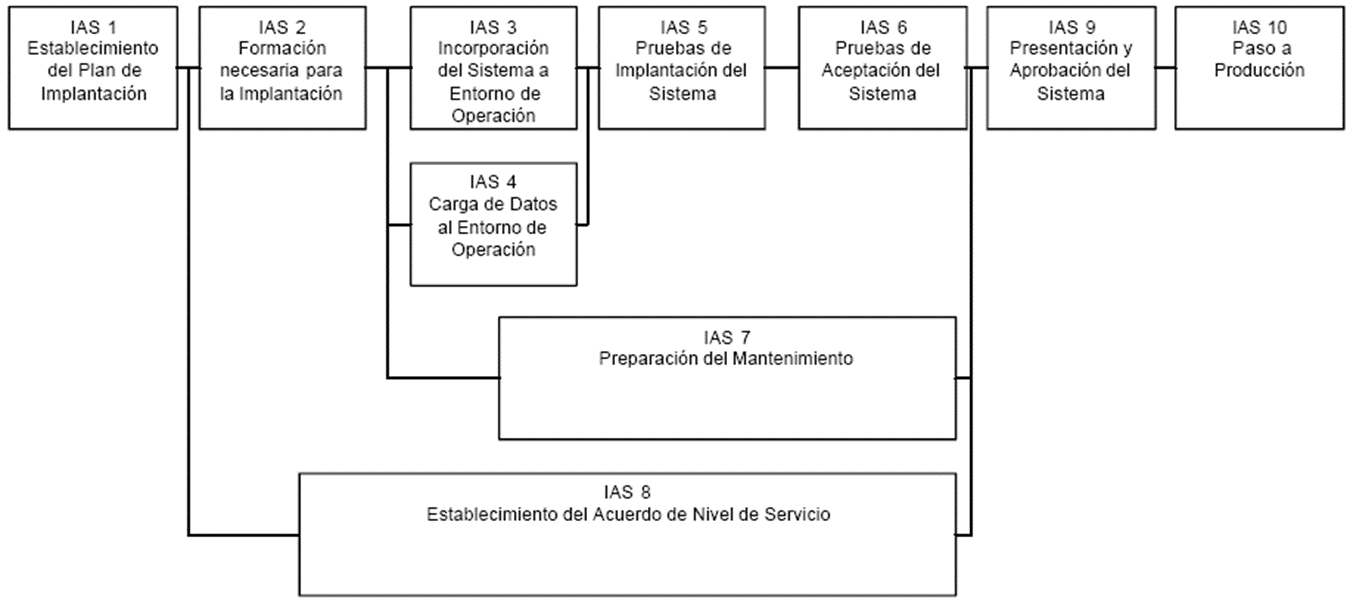 IAS 1
Establecimiento
del Plan de
Implantación
IAS 2
Formación
necesaria para
la Implantación
IAS 3
Incorporación
del Sistema a
Entorno de
Operación
IAS 5
Pruebas de
Implantación del
Sistema
IAS 6
Pruebas de
Aceptación del
Sistema
IAS 9
Presentación y
Aprobación del
Sistema
IAS 10
Paso a
Producción
IAS 4
Carga de Datos
al Entorno de
Operación
IAS 7
Preparación del Mantenimiento
IAS 8
Establecimiento del Acuerdo de Nivel de Servicio